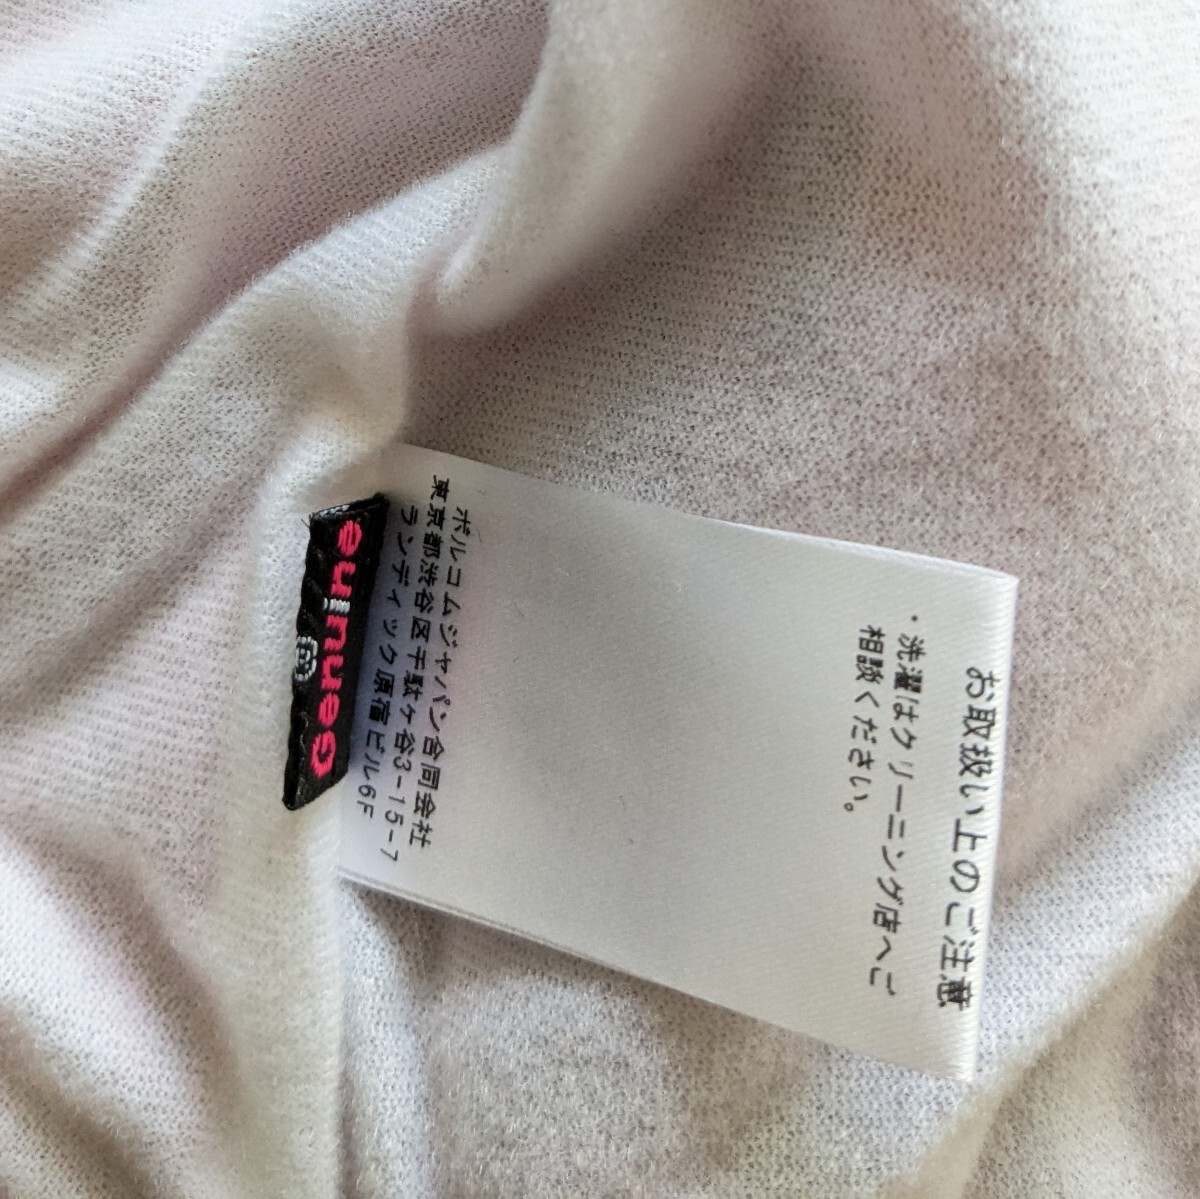 お取扱い上のご注意
・洗濯はクリーニング店へご
相談ください。
ボルコムジャパン合同会社
東京都渋谷区千駄ケ谷3-15-7
ランディック原宿ビル6F
Genuine